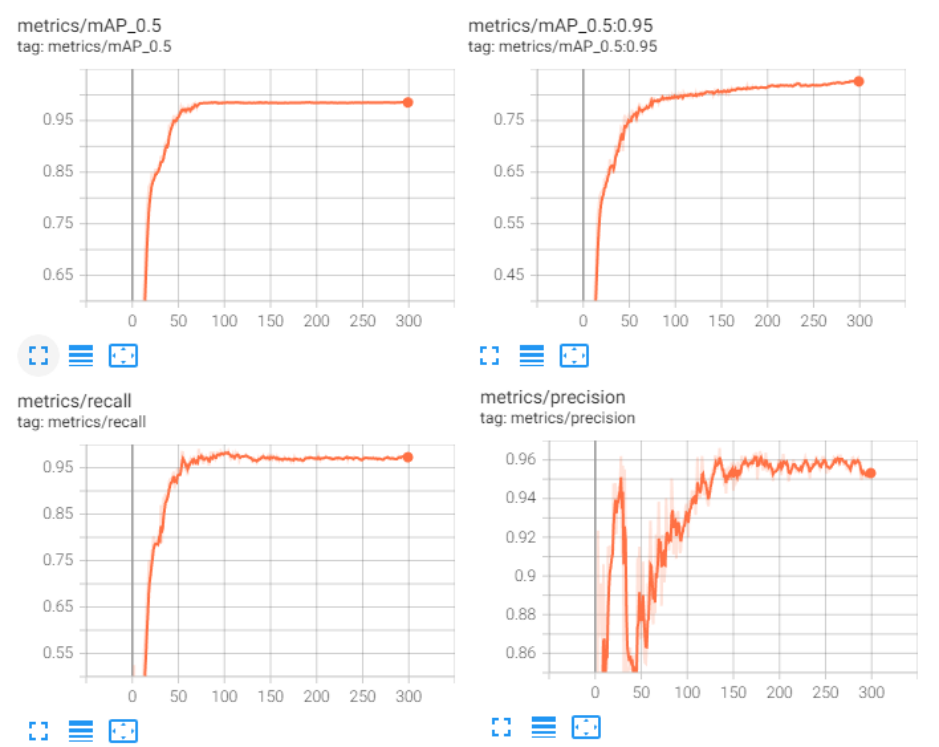 metrics/mAP_0.5
tag: metrics/mAP_0.5
0.95
0.85
0.75
0.65
0 50 100 150 200 250 300
metrics/mAP_0.5:0.95
tag: metrics/mAP_0.5:0.95
0.75
0.65
0.55
0.45
0 50 100 150 200 250 300
metrics/recall
tag: metrics/recall
0.95
0.85
0.75
0.65
0.55
0 50 100 150 200 250 300
metrics/precision
tag: metrics/precision
0.96
0.94
0.92
0.9
0.88
0.86
0 50 100 150 200 250 300